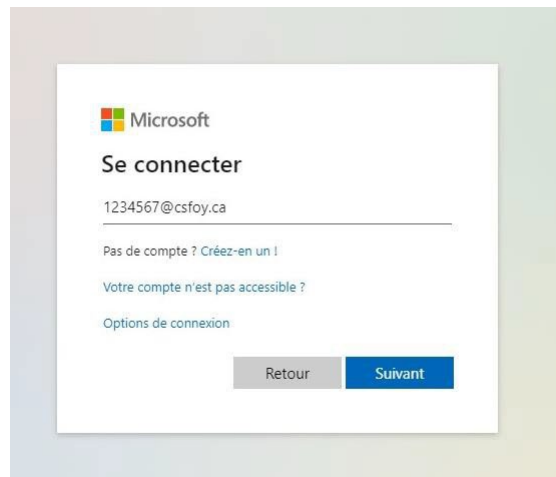 Microsoft
Se connecter
1234567@csfoy.ca
Pas de compte ? Créez-en un !
Votre compte n'est pas accessible ?
Options de connexion
Retour
Suivant